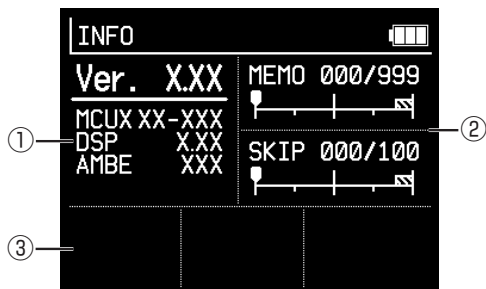 INFO
Ver. X.XX
MCUX XX-XXX
DSP X.XX
AMBE XXX
MEMO 000/999
SKIP 000/100
①
②
③